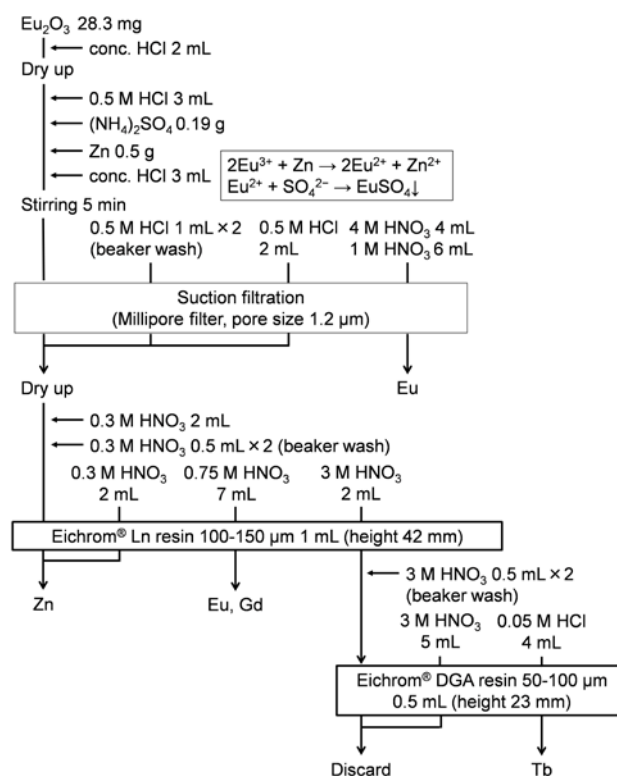 Eu₂O₃ 28.3 mg
conc. HCl 2 mL
Dry up
0.5 M HCl 3 mL
(NH₄)₂SO₄ 0.19 g
Zn 0.5 g
conc. HCl 3 mL
2Eu³⁺ + Zn → 2Eu²⁺ + Zn²⁺
Eu²⁺ + SO₄²⁻ → EuSO₄↓
Stirring 5 min
0.5 M HCl 1 mL × 2
(beaker wash)
0.5 M HCl
2 mL
4 M HNO₃ 4 mL
1 M HNO₃ 6 mL
Suction filtration
(Millipore filter, pore size 1.2 μm)
Dry up
Eu
0.3 M HNO₃ 2 mL
0.3 M HNO₃ 0.5 mL × 2 (beaker wash)
0.3 M HNO₃
2 mL
0.75 M HNO₃
7 mL
3 M HNO₃
2 mL
Eichrom® Ln resin 100-150 μm 1 mL (height 42 mm)
Zn
Eu, Gd
3 M HNO₃ 0.5 mL × 2
(beaker wash)
3 M HNO₃
5 mL
0.05 M HCl
4 mL
Eichrom® DGA resin 50-100 μm
0.5 mL (height 23 mm)
Discard
Tb